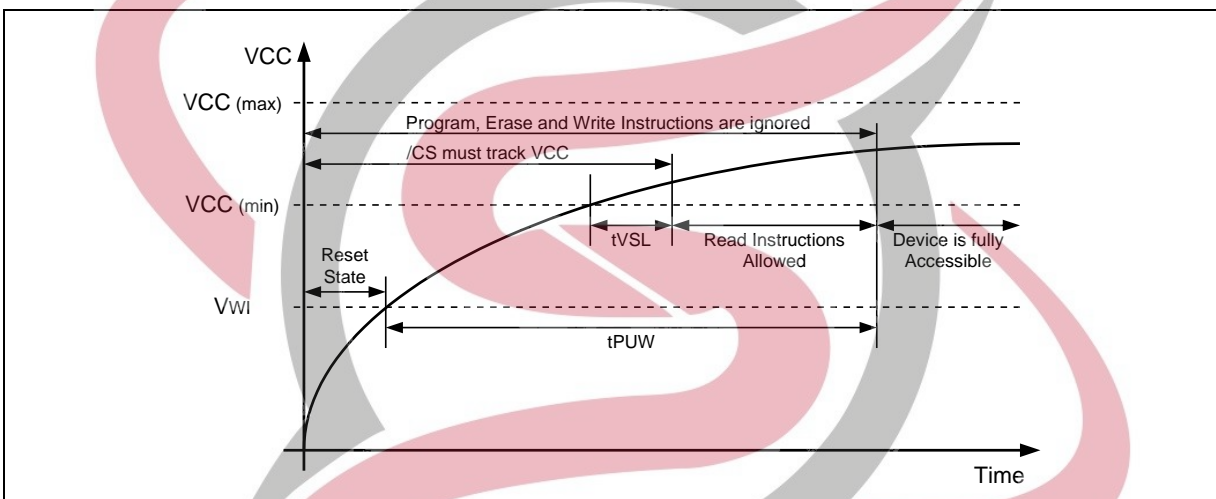 VCC
VCC (max)
Program, Erase and Write Instructions are ignored
/CS must track VCC
VCC (min)
tVSL
Read Instructions
Allowed
Device is fully
Accessible
Reset
State
VWI
tPUW
Time